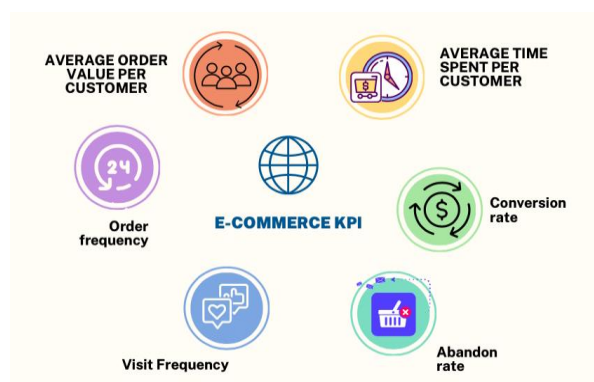 AVERAGE ORDER
VALUE PER
CUSTOMER
AVERAGE TIME
SPENT PER
CUSTOMER
$
24
Order
frequency
E-COMMERCE KPI
$
Conversion
rate
Visit Frequency
Abandon
rate